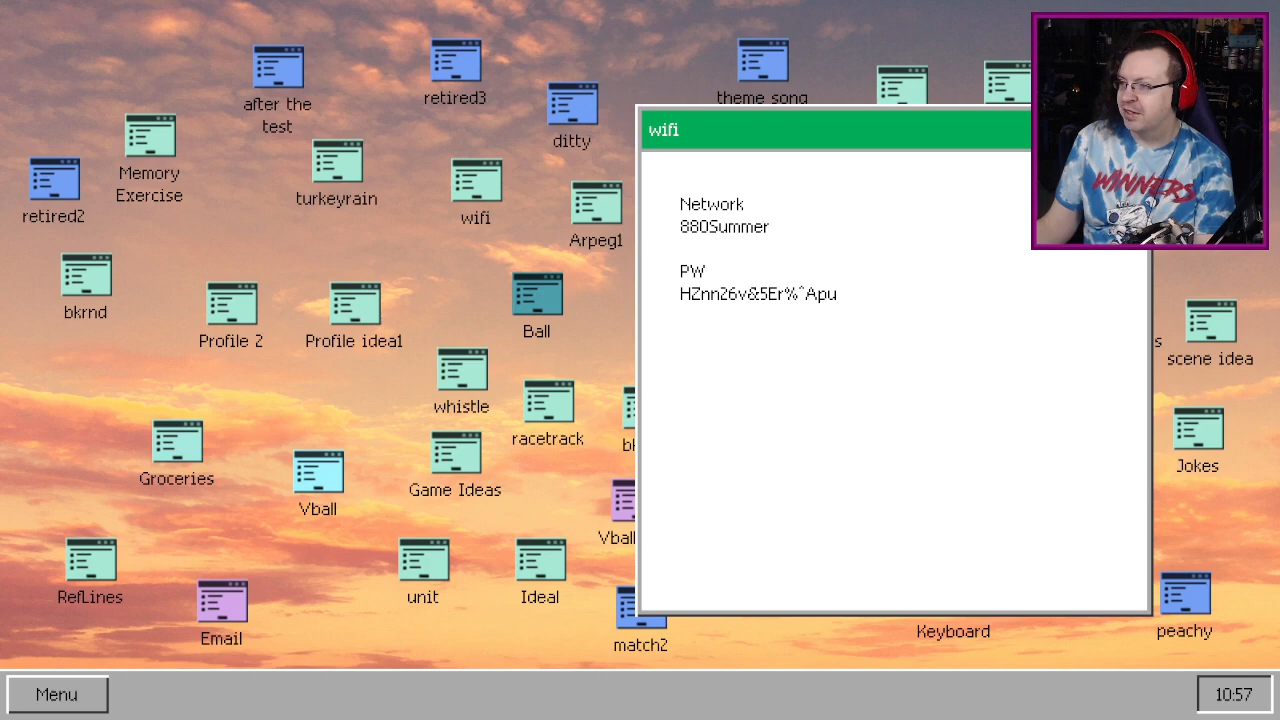 after the
test
retired3
ditty
theme song
Memory
Exercise
retired2
turkeyrain
wifi
Arpeg1
wifi
Network
880Summer
PW
HZnn26v&5Er%^Apu
WINNERS
bkrnd
Profile 2
Profile idea1
Ball
whistle
racetrack
scene idea
Groceries
Vball
Game Ideas
Vball
Jokes
RefLines
Email
unit
Ideal
match2
Keyboard
peachy
Menu
10:57